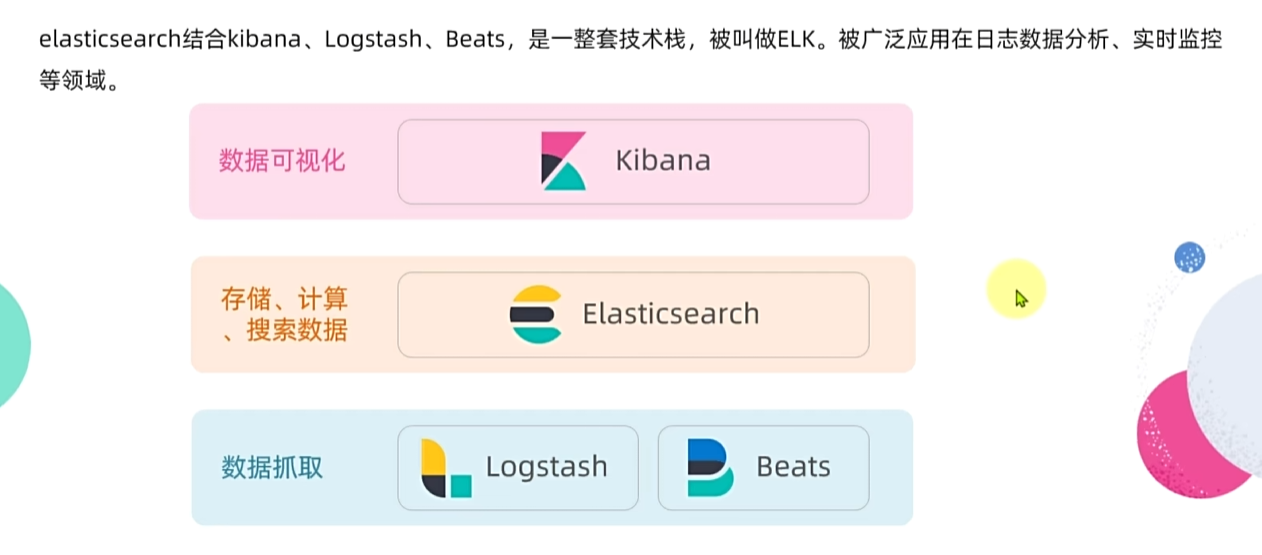 elasticsearch结合kibana、Logstash、Beats，是一整套技术栈，被叫做ELK。被广泛应用在日志数据分析、实时监控
等领域。
数据可视化
Kibana
存储、计算
、搜索数据
Elasticsearch
数据抓取
Logstash
Beats